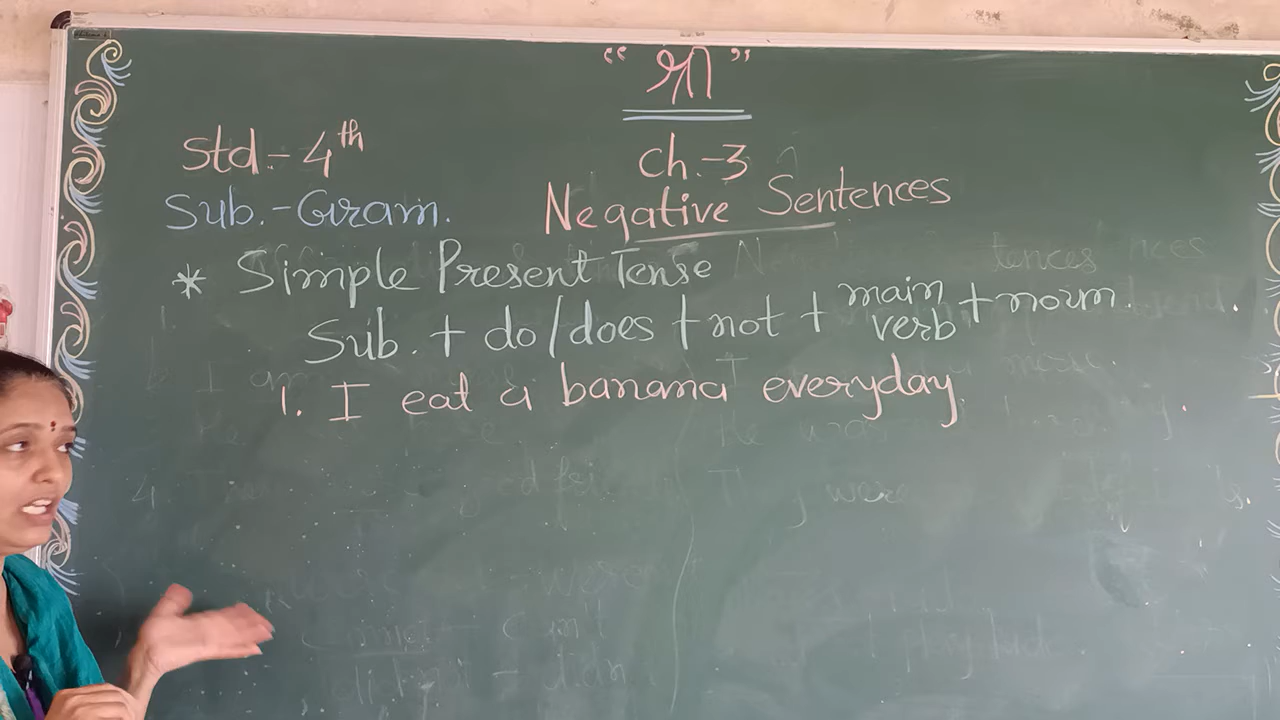 “ श्री ”
Std.- 4th
Ch.-3
Sub.-Gram.
Negative Sentences
* Simple Present Tense
Sub. + do/does + not + main verb + noun.
1. I eat a banana everyday.